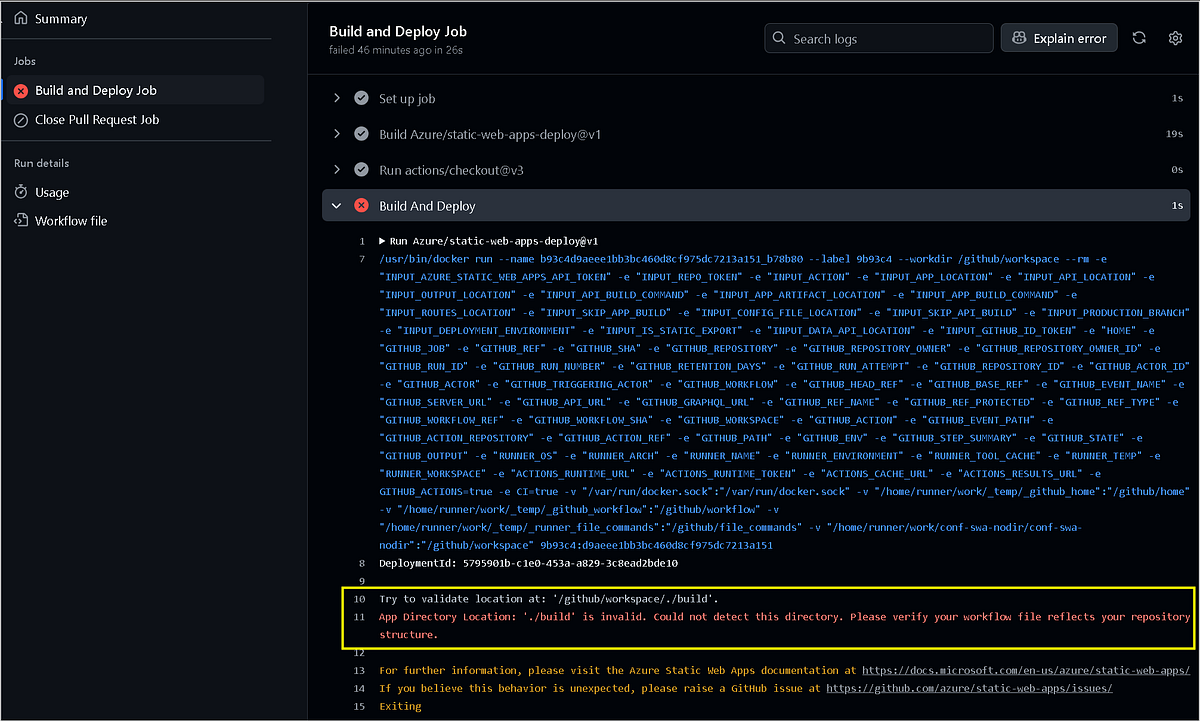 Summary
Jobs
Build and Deploy Job
Close Pull Request Job
Run details
Usage
Workflow file
Build and Deploy Job
failed 46 minutes ago in 26s
Search logs
Explain error
Set up job 1s
Build Azure/static-web-apps-deploy@v1 19s
Run actions/checkout@v3 0s
Build And Deploy 1s
1 ▶ Run Azure/static-web-apps-deploy@v1
7 /usr/bin/docker run --name b93c4d9aeee1bb3bc460d8cf975dc7213a151_b78b80 --label 9b93c4 --workdir /github/workspace --rm -e
"INPUT_AZURE_STATIC_WEB_APPS_API_TOKEN" -e "INPUT_REPO_TOKEN" -e "INPUT_ACTION" -e "INPUT_APP_LOCATION" -e "INPUT_API_LOCATION" -e
"INPUT_OUTPUT_LOCATION" -e "INPUT_API_BUILD_COMMAND" -e "INPUT_APP_ARTIFACT_LOCATION" -e "INPUT_APP_BUILD_COMMAND" -e
"INPUT_ROUTES_LOCATION" -e "INPUT_SKIP_APP_BUILD" -e "INPUT_CONFIG_FILE_LOCATION" -e "INPUT_SKIP_API_BUILD" -e "INPUT_PRODUCTION_BRANCH"
-e "INPUT_DEPLOYMENT_ENVIRONMENT" -e "INPUT_IS_STATIC_EXPORT" -e "INPUT_DATA_API_LOCATION" -e "INPUT_GITHUB_ID_TOKEN" -e "HOME" -e
"GITHUB_JOB" -e "GITHUB_REF" -e "GITHUB_SHA" -e "GITHUB_REPOSITORY" -e "GITHUB_REPOSITORY_OWNER" -e "GITHUB_REPOSITORY_OWNER_ID" -e
"GITHUB_RUN_ID" -e "GITHUB_RUN_NUMBER" -e "GITHUB_RETENTION_DAYS" -e "GITHUB_RUN_ATTEMPT" -e "GITHUB_REPOSITORY_ID" -e "GITHUB_ACTOR_ID"
-e "GITHUB_ACTOR" -e "GITHUB_TRIGGERING_ACTOR" -e "GITHUB_WORKFLOW" -e "GITHUB_HEAD_REF" -e "GITHUB_BASE_REF" -e "GITHUB_EVENT_NAME" -e
"GITHUB_SERVER_URL" -e "GITHUB_API_URL" -e "GITHUB_GRAPHQL_URL" -e "GITHUB_REF_NAME" -e "GITHUB_REF_PROTECTED" -e "GITHUB_REF_TYPE" -e
"GITHUB_WORKFLOW_REF" -e "GITHUB_WORKFLOW_SHA" -e "GITHUB_WORKSPACE" -e "GITHUB_ACTION" -e "GITHUB_EVENT_PATH" -e
"GITHUB_ACTION_REPOSITORY" -e "GITHUB_ACTION_REF" -e "GITHUB_PATH" -e "GITHUB_ENV" -e "GITHUB_STEP_SUMMARY" -e "GITHUB_STATE" -e
"GITHUB_OUTPUT" -e "RUNNER_OS" -e "RUNNER_ARCH" -e "RUNNER_NAME" -e "RUNNER_ENVIRONMENT" -e "RUNNER_TOOL_CACHE" -e "RUNNER_TEMP" -e
"RUNNER_WORKSPACE" -e "ACTIONS_RUNTIME_URL" -e "ACTIONS_RUNTIME_TOKEN" -e "ACTIONS_CACHE_URL" -e "ACTIONS_RESULTS_URL" -e
GITHUB_ACTIONS=true -e CI=true -v "/var/run/docker.sock":"/var/run/docker.sock" -v "/home/runner/work/_temp/_github_home":"/github/home"
-v "/home/runner/work/_temp/_github_workflow":"/github/workflow" -v
"/home/runner/work/_temp/_runner_file_commands":"/github/file_commands" -v "/home/runner/work/conf-swa-nodir/conf-swa-
nodir":"/github/workspace" 9b93c4:d9aeee1bb3bc460d8cf975dc7213a151
8 DeploymentId: 5795901b-c1e0-453a-a829-3c8ead2bde10
9
10 Try to validate location at: '/github/workspace/./build'.
11 App Directory Location: './build' is invalid. Could not detect this directory. Please verify your workflow file reflects your repository
structure.
12
13 For further information, please visit the Azure Static Web Apps documentation at https://docs.microsoft.com/en-us/azure/static-web-apps/
14 If you believe this behavior is unexpected, please raise a GitHub issue at https://github.com/azure/static-web-apps/issues/
15 Exiting